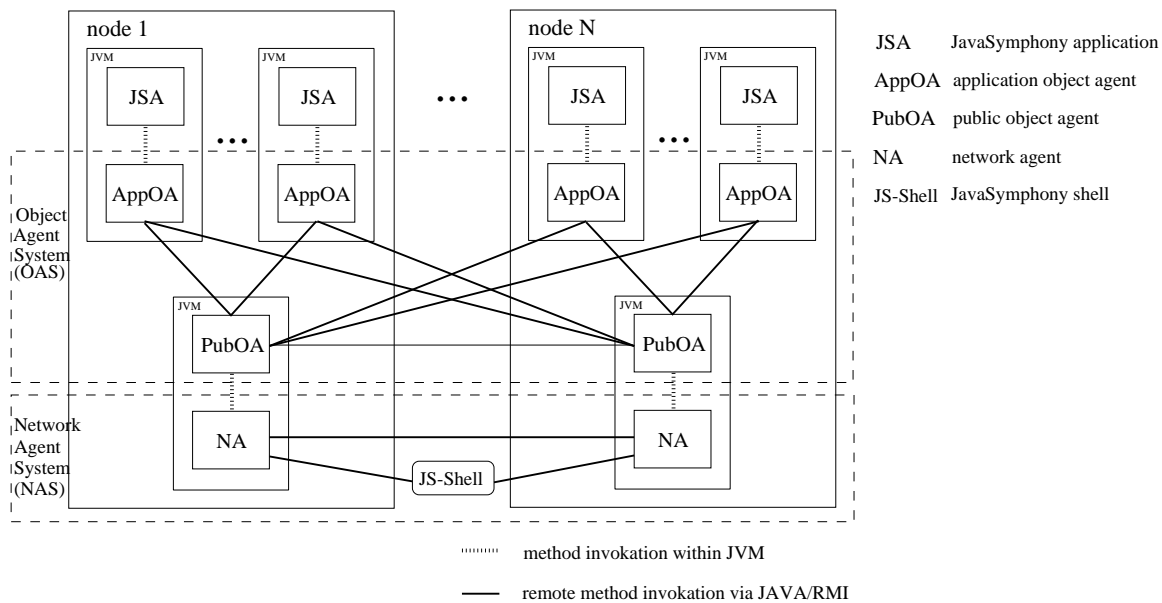 node 1
node N
JVM
JVM
JVM
JVM
JSA
JSA
JSA
JSA
...
...
...
AppOA
AppOA
AppOA
AppOA
JSA JavaSymphony application
AppOA application object agent
PubOA public object agent
NA network agent
JS-Shell JavaSymphony shell
Object
Agent
System
(OAS)
JVM
JVM
PubOA
PubOA
Network
Agent
System
(NAS)
NA
NA
JS-Shell
method invokation within JVM
remote method invokation via JAVA/RMI